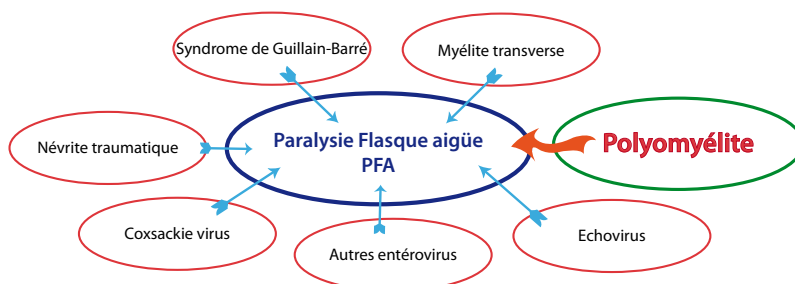 Syndrome de Guillain-Barré
Myélite transverse
Névrite traumatique
Paralysie Flasque aigüe
PFA
Polyomyélite
Coxsackie virus
Autres entérovirus
Echovirus